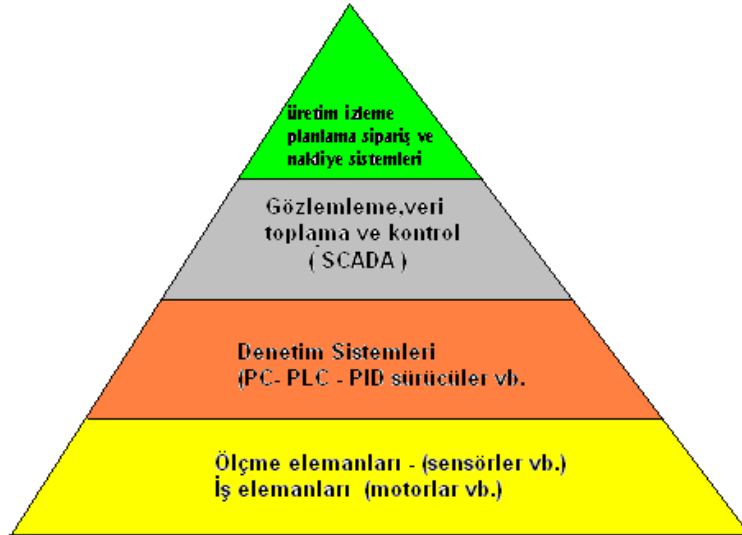 üretim izleme
planlama sipariş ve
nakliye sistemleri
Gözlemleme,veri
toplama ve kontrol
( SCADA )
Denetim Sistemleri
(PC- PLC - PID sürücüler vb.
Ölçme elemanları - (sensörler vb.)
İş elemanları (motorlar vb.)